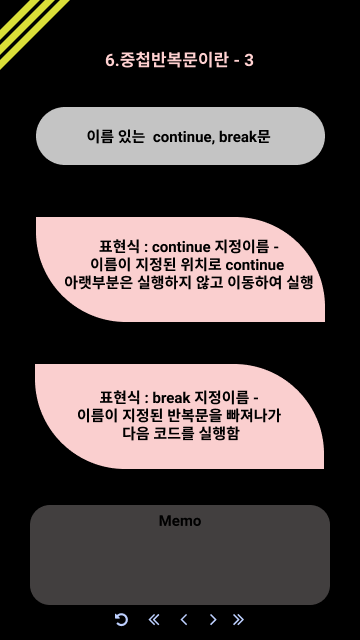 6.중첩반복문이란 - 3
이름 있는 continue, break문
표현식 : continue 지정이름 -
이름이 지정된 위치로 continue
아랫부분은 실행하지 않고 이동하여 실행
표현식 : break 지정이름 -
이름이 지정된 반복문을 빠져나가
다음 코드를 실행함
Memo